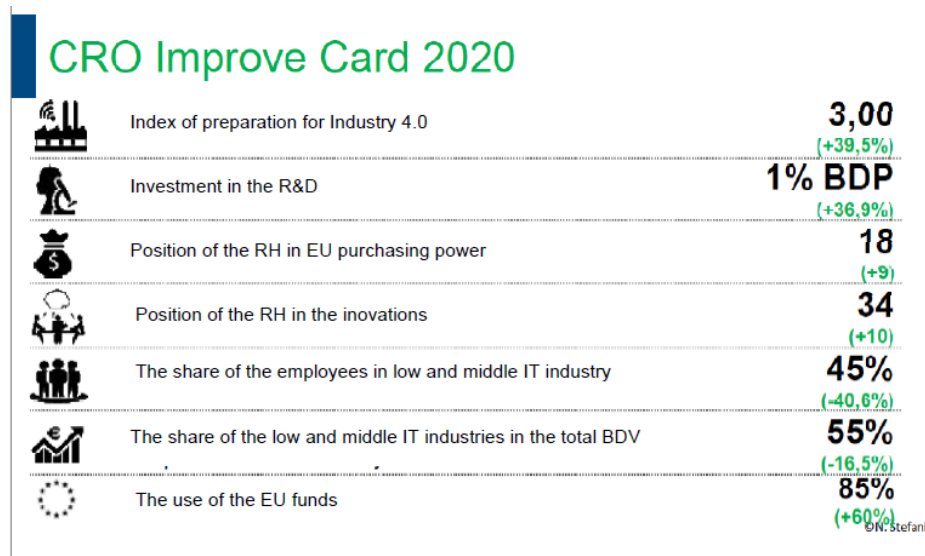 CRO Improve Card 2020
Index of preparation for Industry 4.0
3,00
(+39,5%)
Investment in the R&D
1% BDP
(+36,9%)
Position of the RH in EU purchasing power
18
(+9)
Position of the RH in the inovations
34
(+10)
The share of the employees in low and middle IT industry
45%
(-40,6%)
The share of the low and middle IT industries in the total BDV
55%
(-16,5%)
The use of the EU funds
85%
(+60%)
©N. Stefani